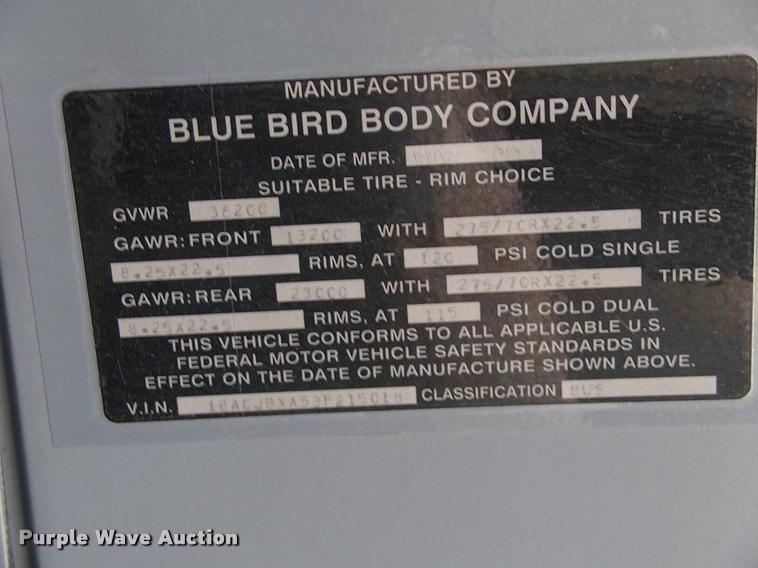 MANUFACTURED BY
BLUE BIRD BODY COMPANY
DATE OF MFR.
SUITABLE TIRE - RIM CHOICE
GVWR 36200
GAWR: FRONT 13200 WITH 275/70RX22.5 TIRES
8.25X22.5 RIMS, AT 120 PSI COLD SINGLE
GAWR: REAR 23000 WITH 275/70RX22.5 TIRES
8.25X22.5 RIMS, AT 115 PSI COLD DUAL
THIS VEHICLE CONFORMS TO ALL APPLICABLE U.S.
FEDERAL MOTOR VEHICLE SAFETY STANDARDS IN
EFFECT ON THE DATE OF MANUFACTURE SHOWN ABOVE.
V.I.N. 1BAGJBXA53F215018 CLASSIFICATION BUS
Purple Wave Auction